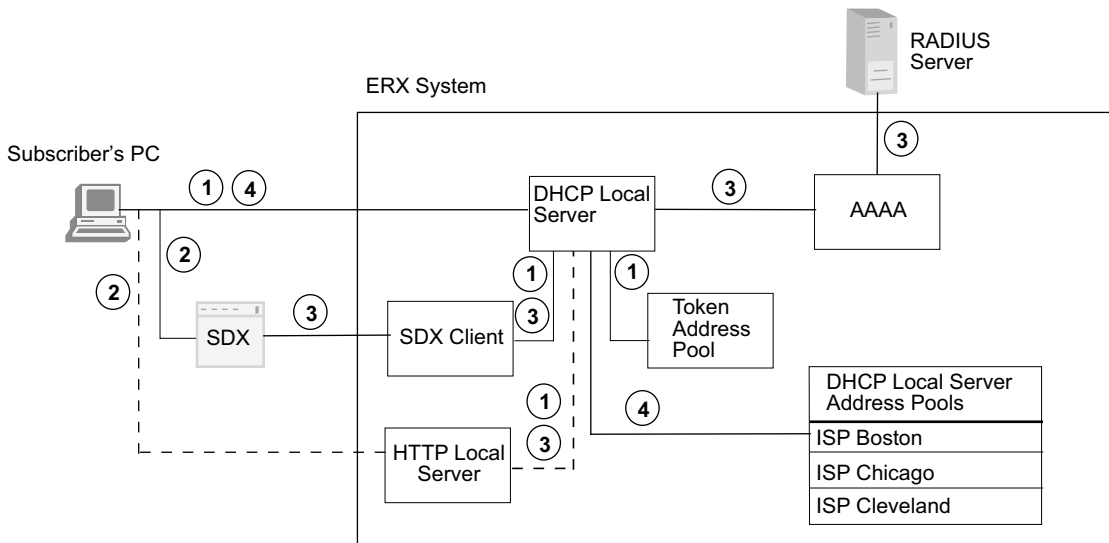 RADIUS
Server
ERX System
3
Subscriber's PC
1 4
DHCP Local
Server
3
AAAA
2
2
1
1
Token
Address
Pool
SDX
3
SDX Client
3
DHCP Local Server
Address Pools
1
4
ISP Boston
3
HTTP Local
Server
ISP Chicago
ISP Cleveland